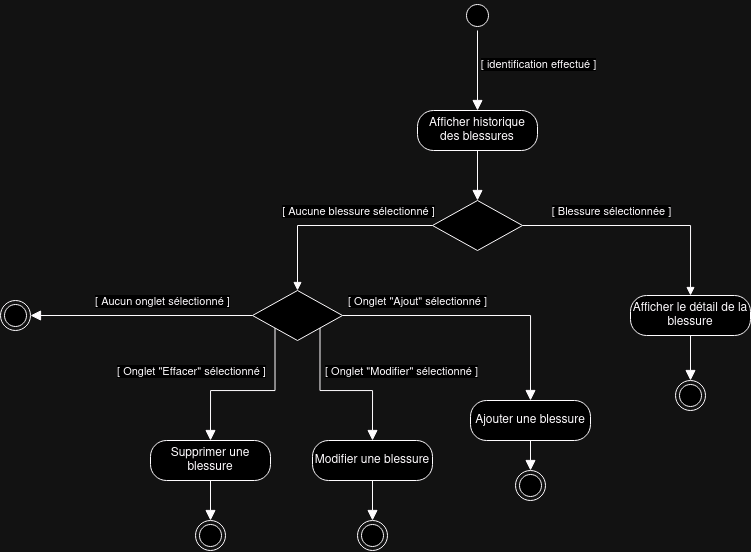 [ identification effectué ]
Afficher historique
des blessures
[ Aucune blessure sélectionné ]
[ Blessure sélectionnée ]
[ Aucun onglet sélectionné ]
[ Onglet "Ajout" sélectionné ]
Afficher le détail de la
blessure
[ Onglet "Effacer" sélectionné ]
[ Onglet "Modifier" sélectionné ]
Ajouter une blessure
Supprimer une
blessure
Modifier une blessure